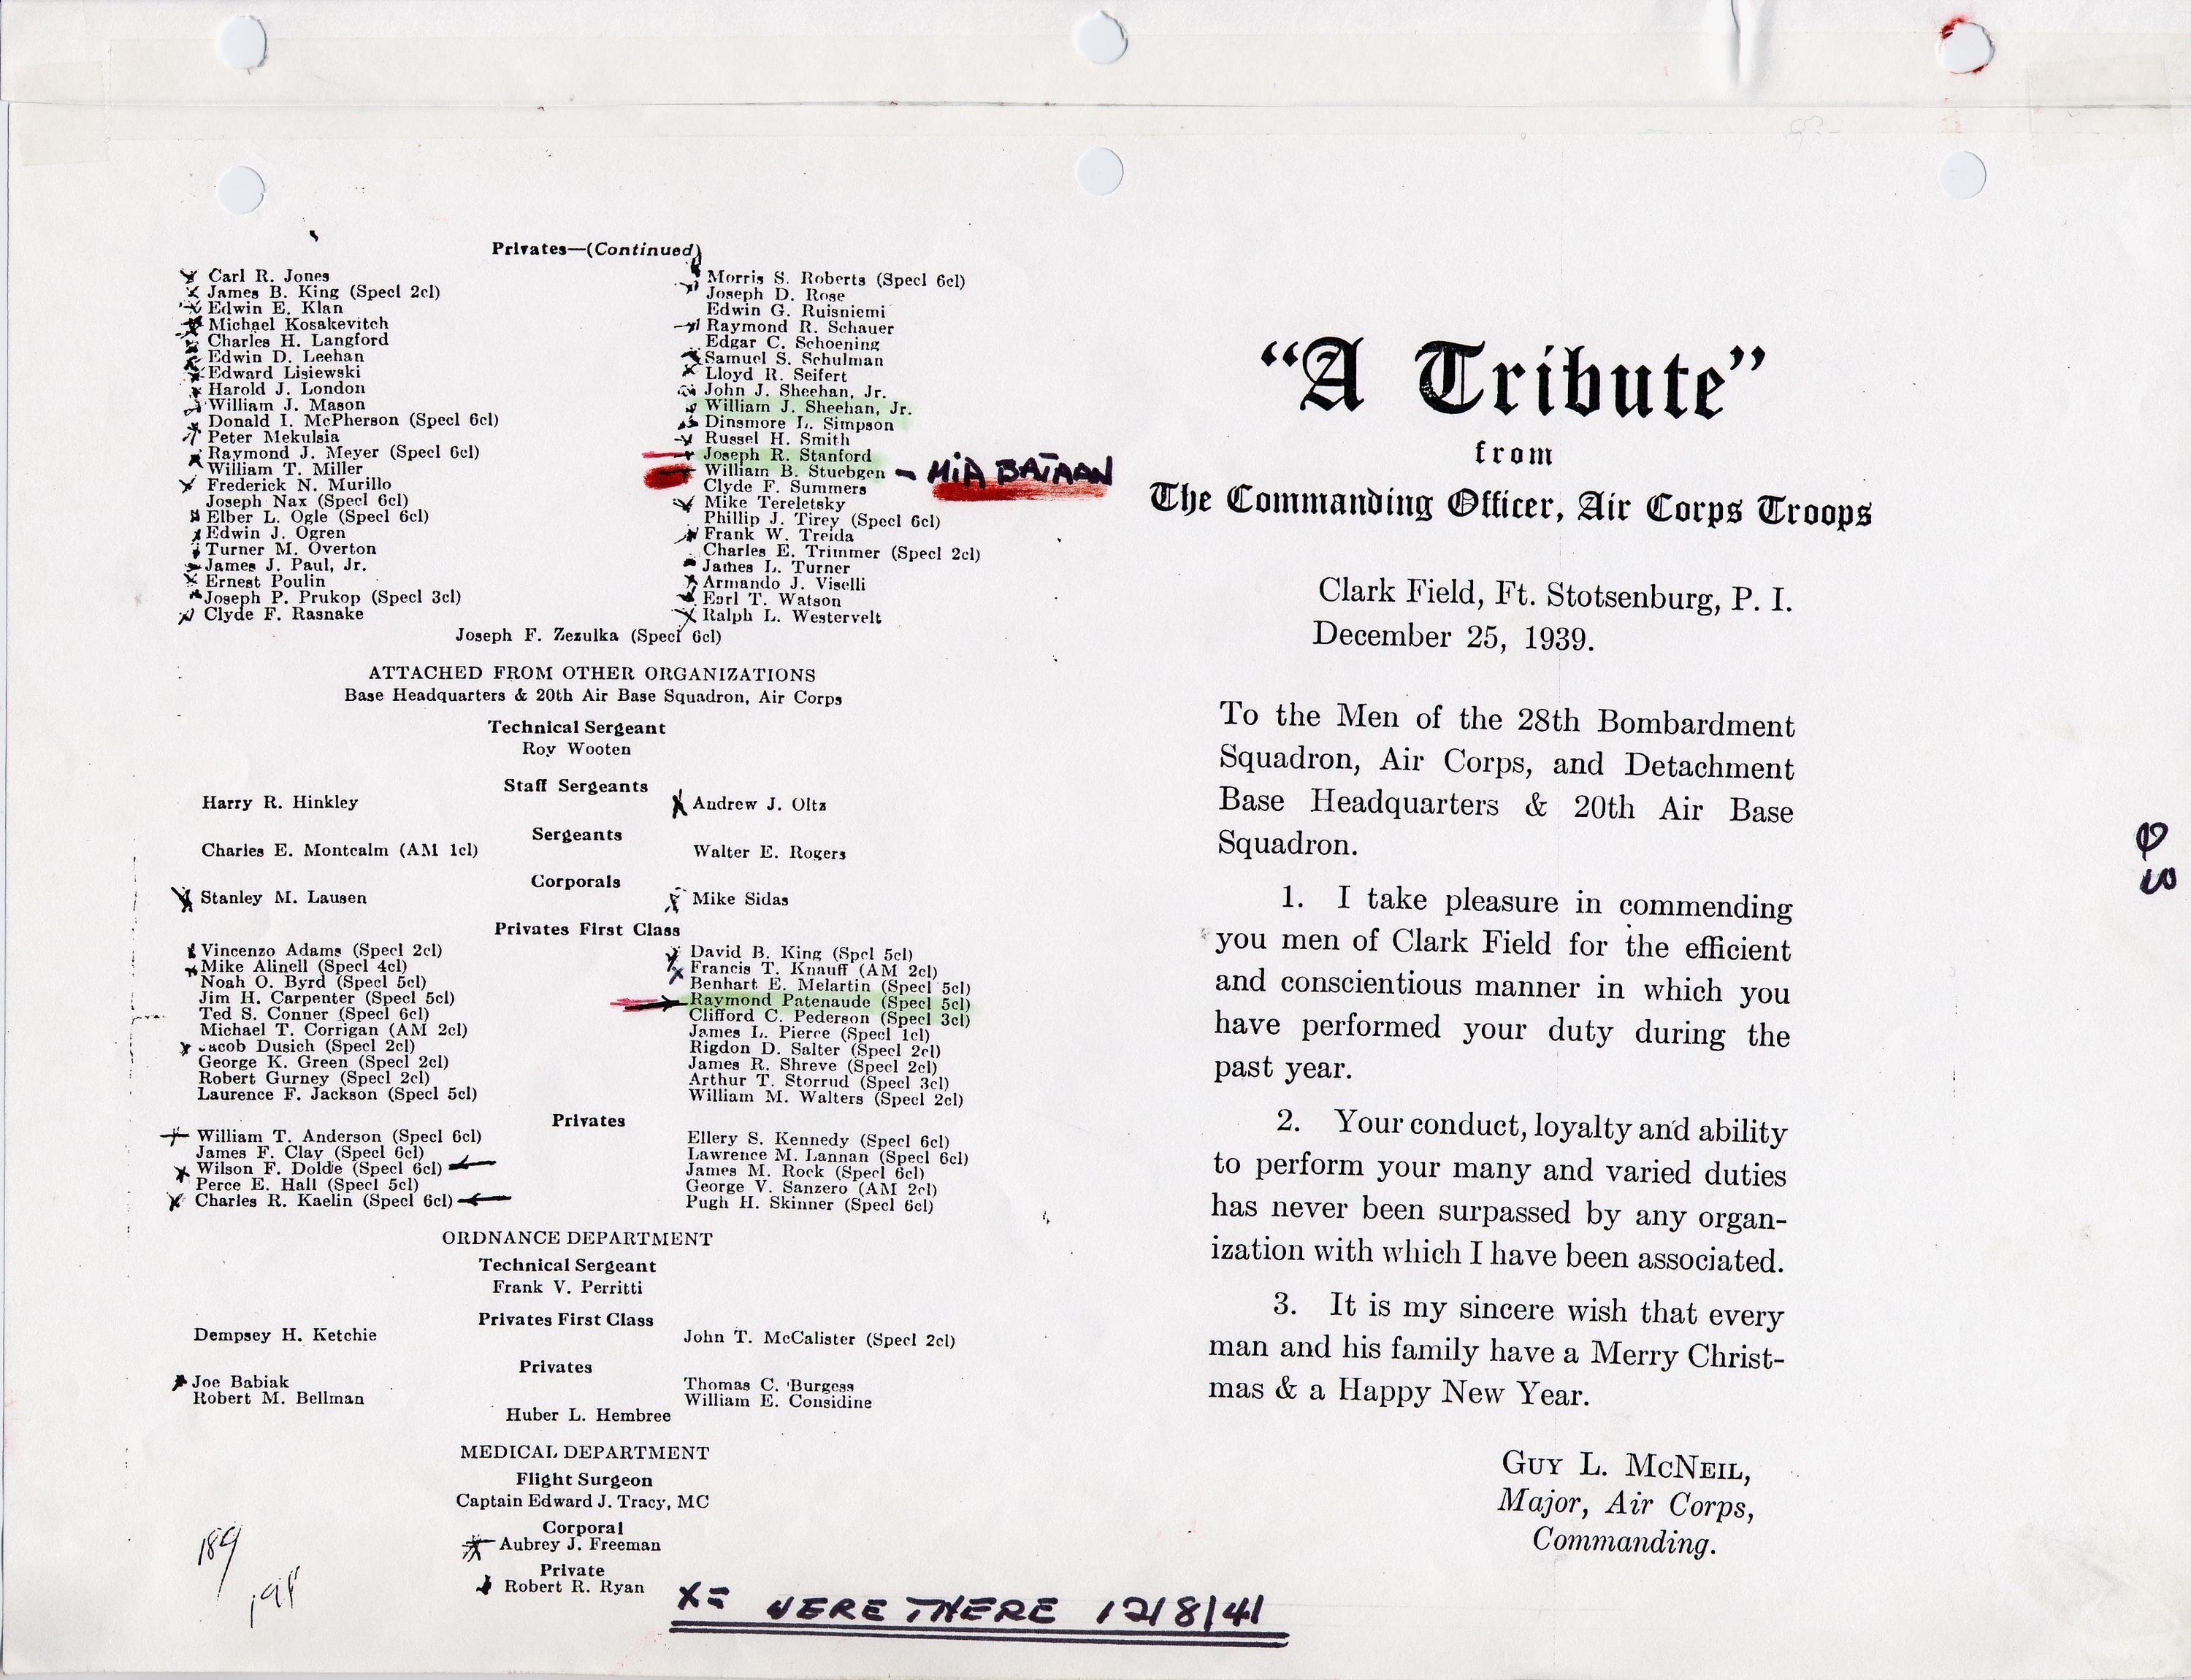 Privates—(Continued)
Carl R. Jones
James B. King (Specl 2cl)
Edwin E. Klan
Michael Kosakevitch
Charles H. Langford
Edwin D. Leehan
Edward Lisiewski
Harold J. London
William J. Mason
Donald I. McPherson (Specl 6cl)
Peter Mekulsia
Raymond J. Meyer (Specl 6cl)
William T. Miller
Frederick N. Murillo
Joseph Nax (Specl 6cl)
Elber L. Ogle (Specl 6cl)
Edwin J. Ogren
Turner M. Overton
James J. Paul, Jr.
Ernest Poulin
Joseph P. Prukop (Specl 3cl)
Clyde F. Rasnake
Morris S. Roberts (Specl 6cl)
Joseph D. Rose
Edwin G. Ruisniemi
Raymond R. Schauer
Edgar C. Schoening
Samuel S. Schulman
Lloyd R. Seifert
John J. Sheehan, Jr.
William J. Sheehan, Jr.
Dinsmore L. Simpson
Russel H. Smith
Joseph R. Stanford
William B. Stuebgen - MIA BATAAN
Clyde F. Summers
Mike Tereletsky
Phillip J. Tirey (Specl 6cl)
Frank W. Treida
Charles E. Trimmer (Specl 2cl)
James L. Turner
Armando J. Viselli
Earl T. Watson
Ralph L. Westervelt
Joseph F. Zezulka (Specl 6cl)
ATTACHED FROM OTHER ORGANIZATIONS
Base Headquarters & 20th Air Base Squadron, Air Corps
Technical Sergeant
Roy Wooten
Staff Sergeants
Harry R. Hinkley
Andrew J. Oltz
Sergeants
Charles E. Montcalm (AM 1cl)
Walter E. Rogers
Corporals
Stanley M. Lausen
Mike Sidas
Privates First Class
Vincenzo Adams (Specl 2cl)
Mike Alinell (Specl 4cl)
Noah O. Byrd (Specl 5cl)
Jim H. Carpenter (Specl 5cl)
Ted S. Conner (Specl 6cl)
Michael T. Corrigan (AM 2cl)
Jacob Dusich (Specl 2cl)
George K. Green (Specl 2cl)
Robert Gurney (Specl 2cl)
Laurence F. Jackson (Specl 5cl)
David B. King (Spcl 5cl)
Francis T. Knauff (AM 2cl)
Benhart E. Melartin (Specl 5cl)
Raymond Patenaude (Specl 5cl)
Clifford C. Pederson (Specl 3cl)
James L. Pierce (Specl 1cl)
Rigdon D. Salter (Specl 2cl)
James R. Shreve (Specl 2cl)
Arthur T. Storrud (Specl 3cl)
William M. Walters (Specl 2cl)
Privates
William T. Anderson (Specl 6cl)
James F. Clay (Specl 6cl)
Wilson F. Doldie (Specl 6cl)
Perce E. Hall (Specl 5cl)
Charles R. Kaelin (Specl 6cl)
Ellery S. Kennedy (Specl 6cl)
Lawrence M. Lannan (Specl 6cl)
James M. Rock (Specl 6cl)
George V. Sanzero (AM 2cl)
Pugh H. Skinner (Specl 6cl)
ORDNANCE DEPARTMENT
Technical Sergeant
Frank V. Perritti
Privates First Class
Dempsey H. Ketchie
John T. McCalister (Specl 2cl)
Privates
Joe Babiak
Robert M. Bellman
Thomas C. Burgess
William E. Considine
Huber L. Hembree
MEDICAL DEPARTMENT
Flight Surgeon
Captain Edward J. Tracy, MC
Corporal
Aubrey J. Freeman
Private
Robert R. Ryan
189
X= WERE THERE 12/8/41
"A Tribute"
from
The Commanding Officer, Air Corps Troops
Clark Field, Ft. Stotsenburg, P. I.
December 25, 1939.
To the Men of the 28th Bombardment
Squadron, Air Corps, and Detachment
Base Headquarters & 20th Air Base
Squadron.
1. I take pleasure in commending
you men of Clark Field for the efficient
and conscientious manner in which you
have performed your duty during the
past year.
2. Your conduct, loyalty and ability
to perform your many and varied duties
has never been surpassed by any organ-
ization with which I have been associated.
3. It is my sincere wish that every
man and his family have a Merry Christ-
mas & a Happy New Year.
GUY L. MCNEIL,
Major, Air Corps,
Commanding.